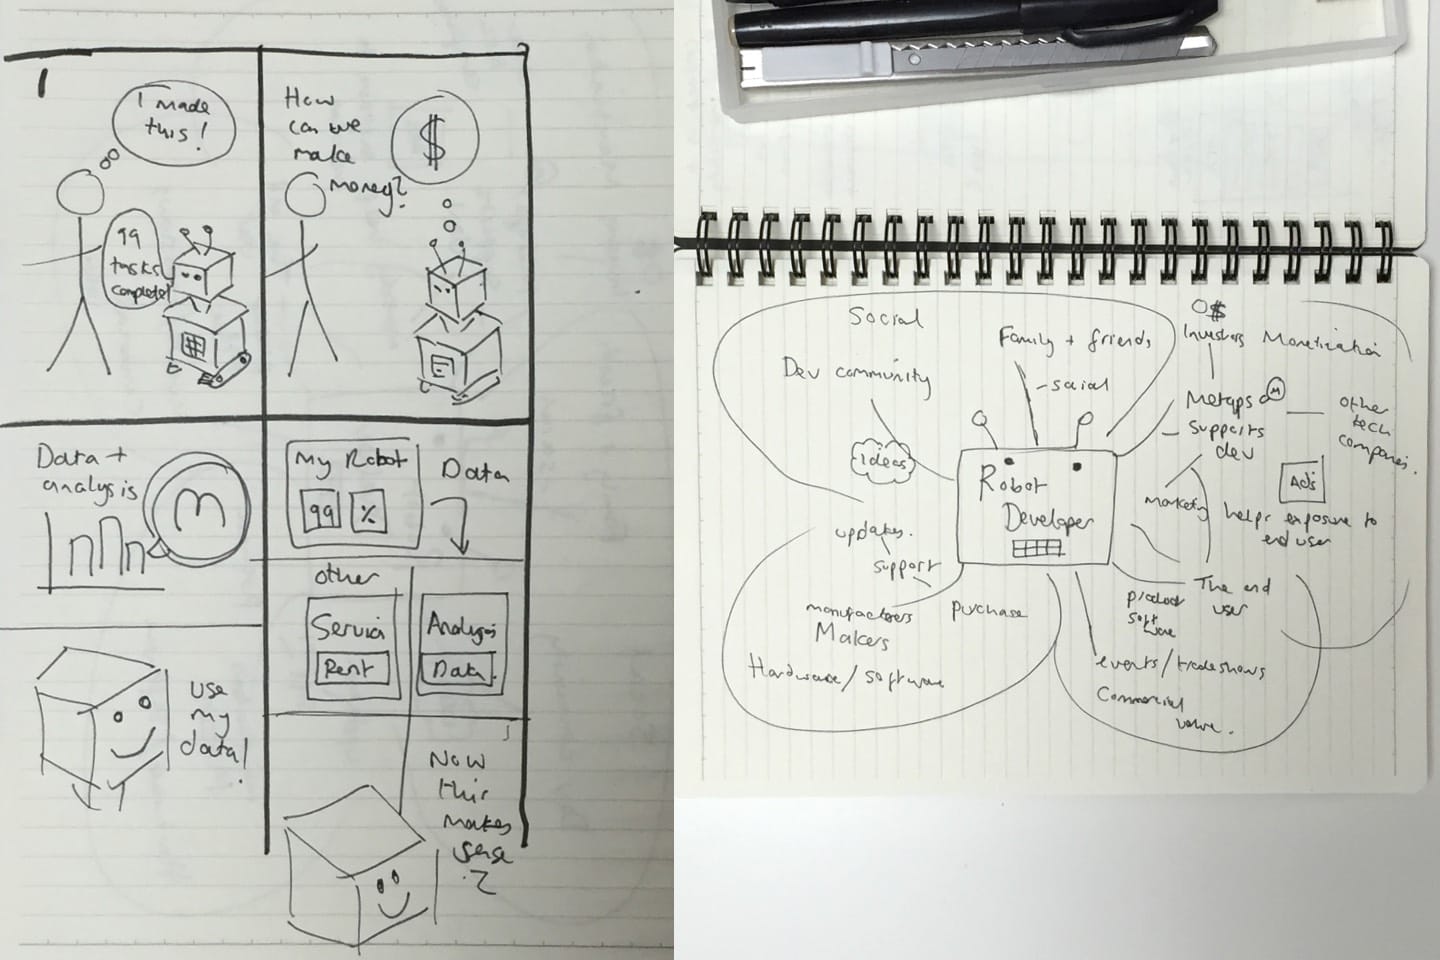 1
I made
this!
99
tasks
complete!
How
can we
make
money?
$
Data +
analysis
m
My Robot
99 %
Data
other
Service
Rent
Analysis
Data
use
my
data!
Now
this
makes
sense
?
Social
Dev community
Family + friends
- social
Ideas
Robot
Developer
updates.
support
manufacturers
Makers
Hardware/software
purchase
$
Investors Monetization
Metaps
M
supports
dev
other
tech
companies.
marketing
Ads
helps exposure to
end user
The end
user
product
software
events/tradeshows
Commercial
value.